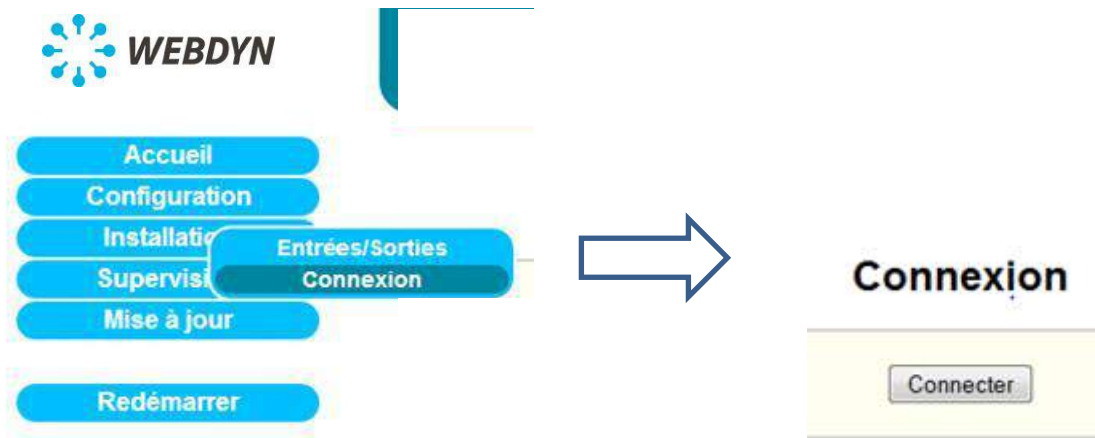 WEBDYN
Accueil
Configuration
Installatio
Entrées/Sorties
Supervisi
Connexion
Mise à jour
Redémarrer
Connexion
Connecter